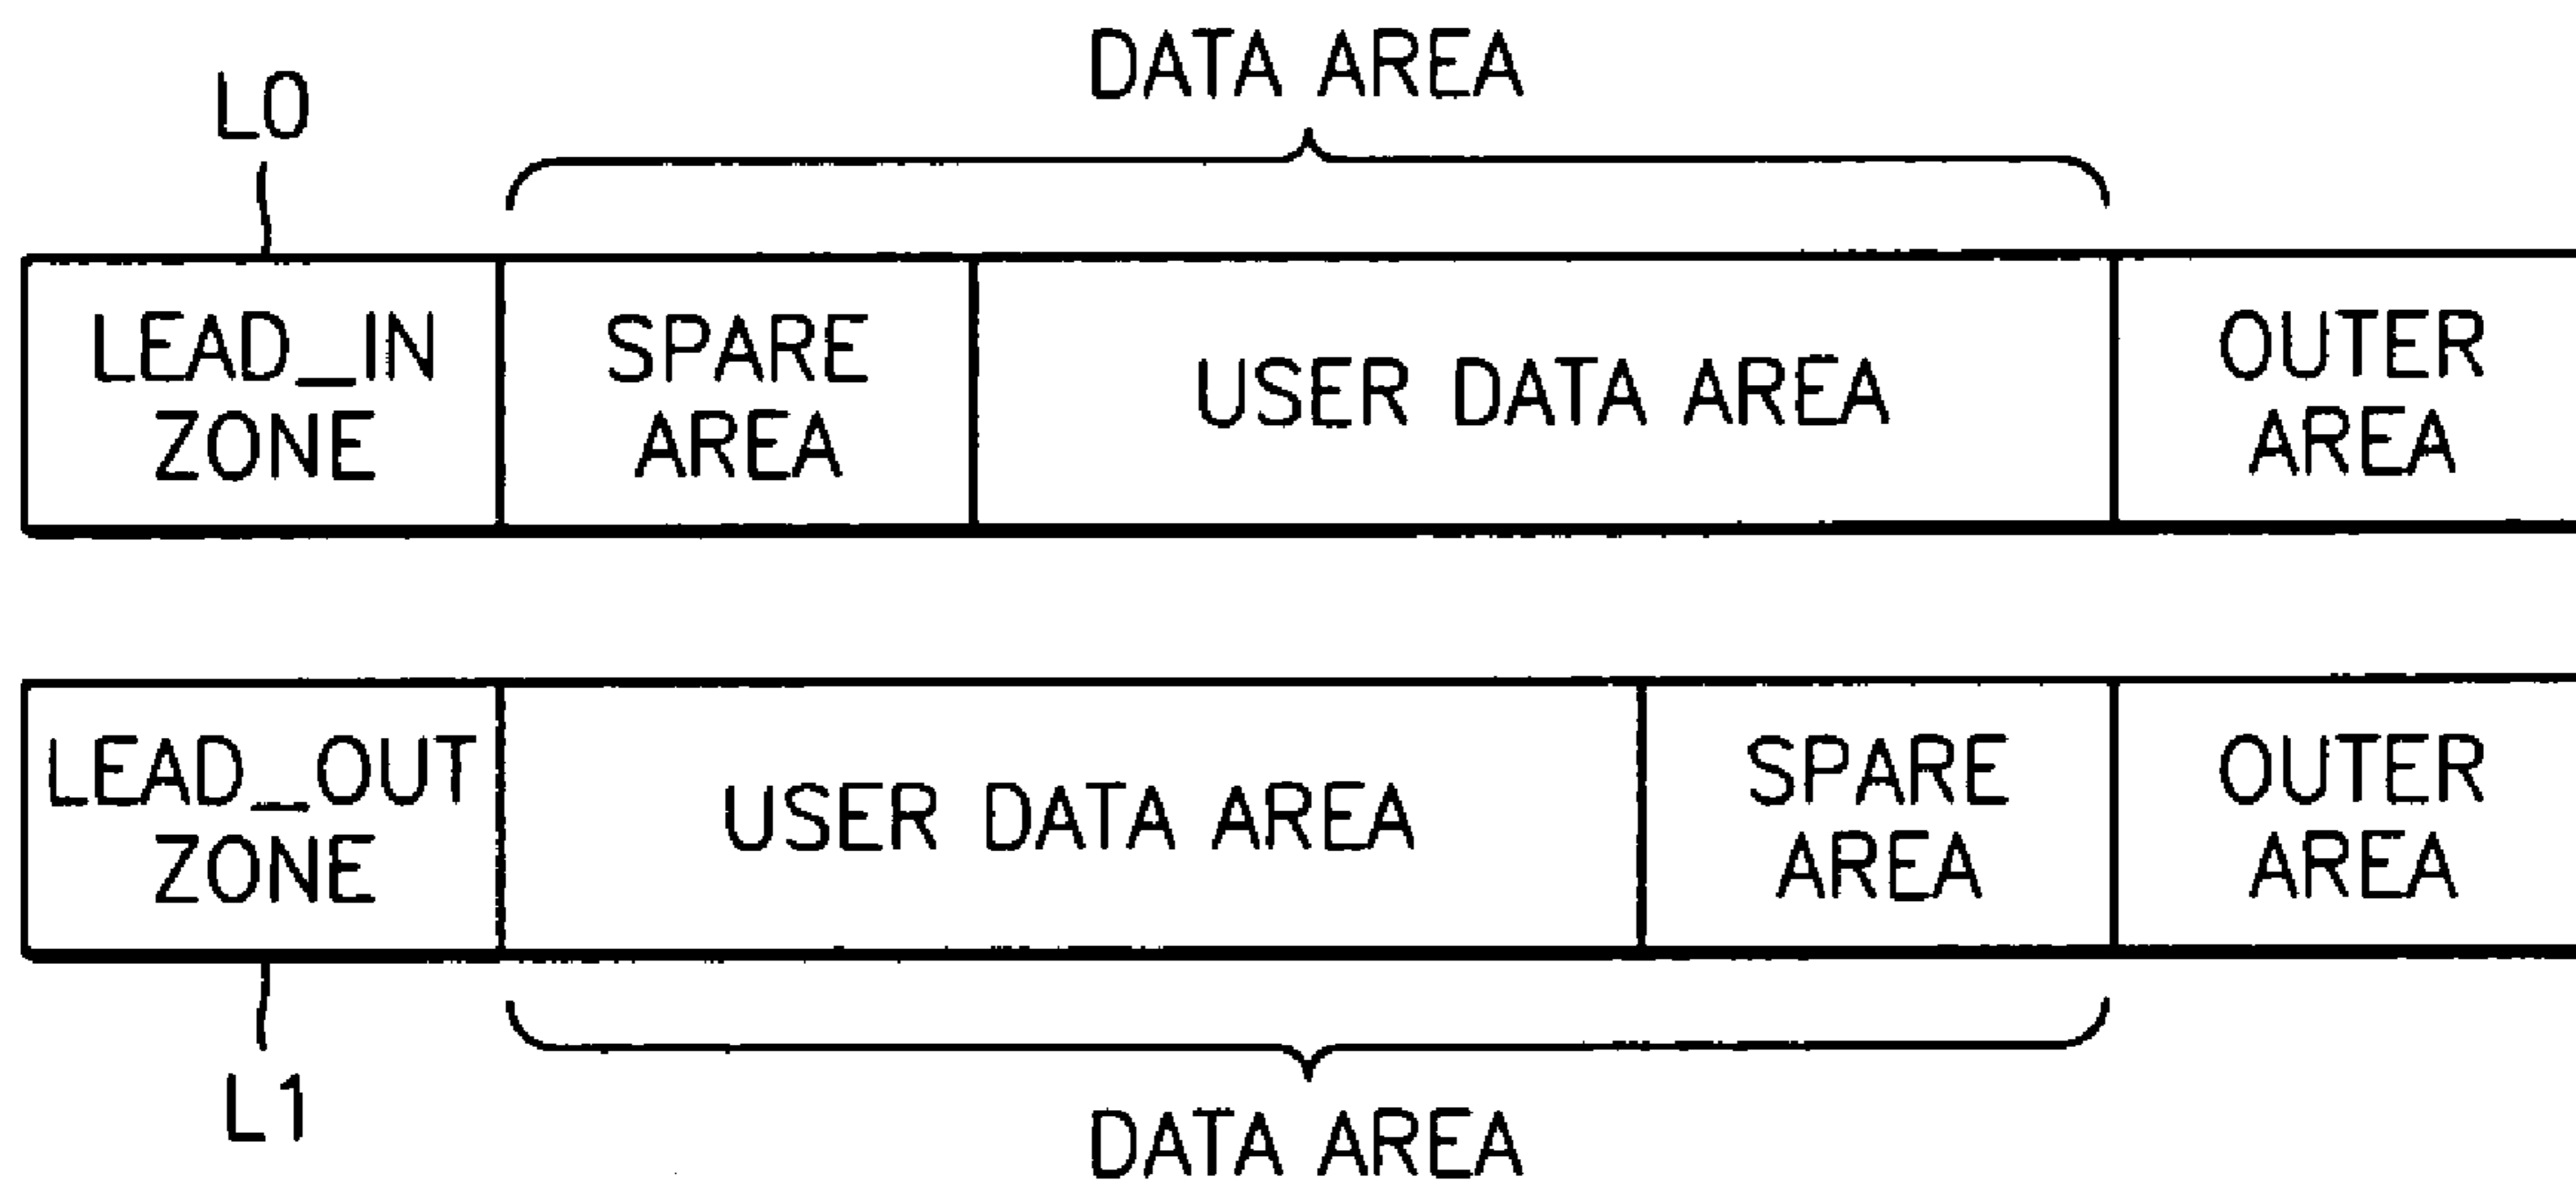 DATA AREA
L0
LEAD_IN
ZONE
SPARE
AREA
USER DATA AREA
OUTER
AREA
LEAD_OUT
ZONE
USER DATA AREA
SPARE
AREA
OUTER
AREA
L1
DATA AREA